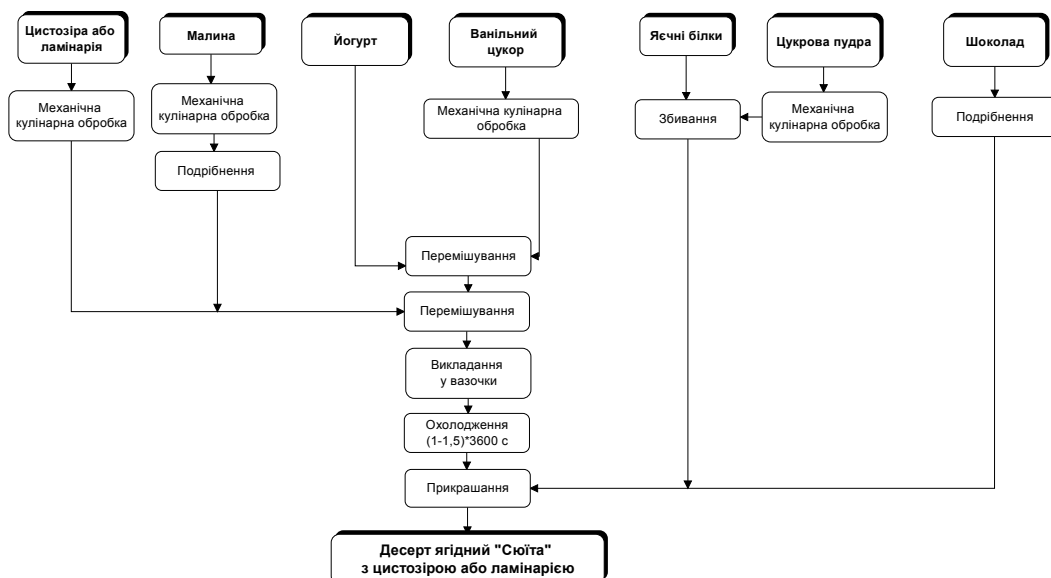 Цистозіра або
ламінарія
Малина
Йогурт
Ванільний
цукор
Яєчні білки
Цукрова пудра
Шоколад
Механічна
кулінарна обробка
Механічна
кулінарна обробка
Механічна кулінарна
обробка
Збивання
Механічна
кулінарна обробка
Подрібнення
Подрібнення
Перемішування
Перемішування
Викладання
у вазочки
Охолодження
(1-1,5)*3600 с
Прикрашання
Десерт ягідний "Сюїта"
з цистозірою або ламінарією